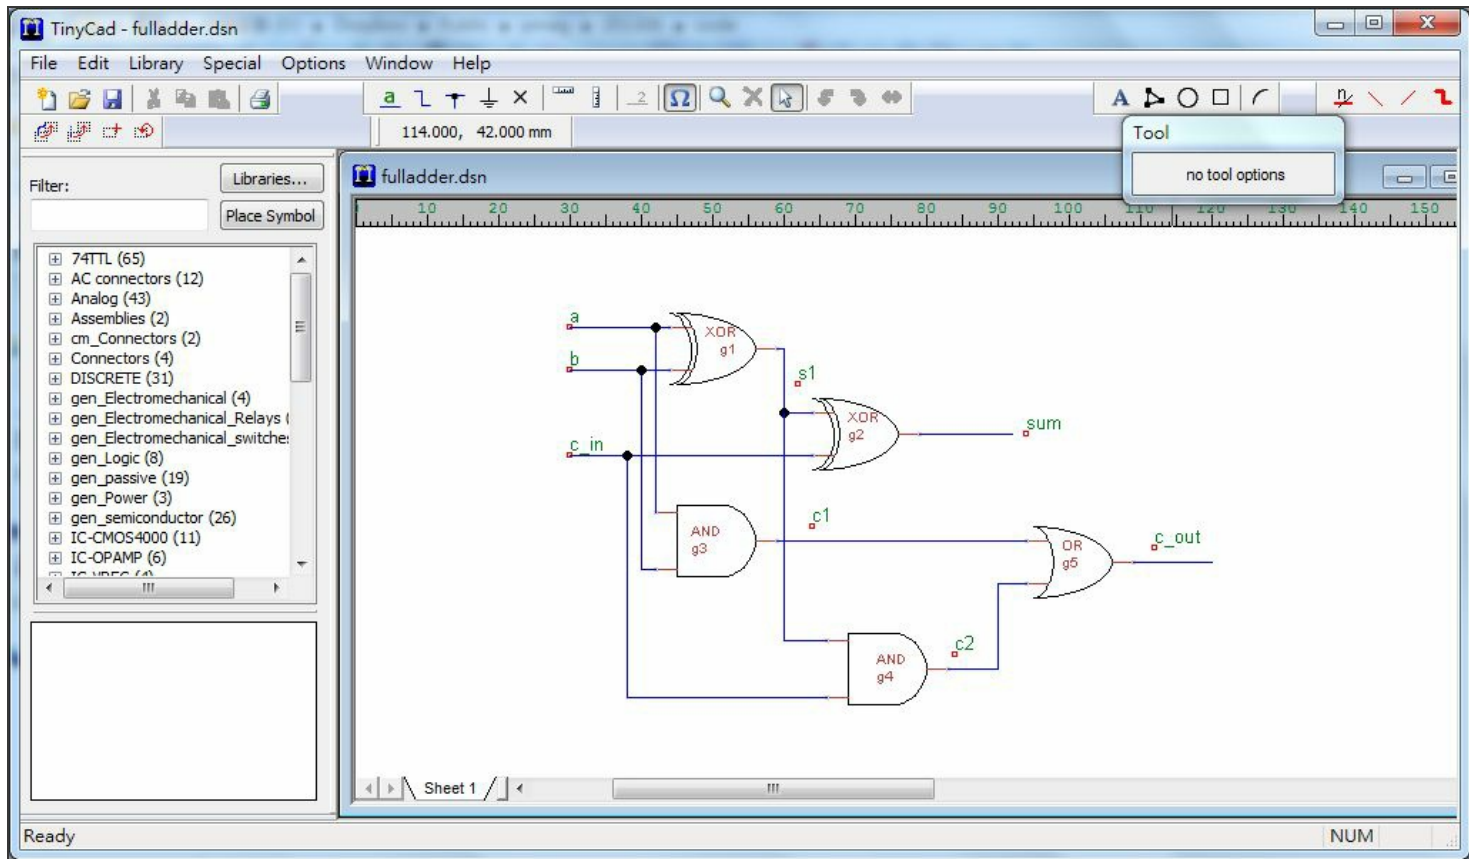 TinyCad - fulladder.dsn
File Edit Library Special Options Window Help
114.000, 42.000 mm
Tool
no tool options
Filter:
Libraries...
Place Symbol
74TTL (65)
AC connectors (12)
Analog (43)
Assemblies (2)
cm_Connectors (2)
Connectors (4)
DISCRETE (31)
gen_Electromechanical (4)
gen_Electromechanical_Relays (
gen_Electromechanical_switche
gen_Logic (8)
gen_passive (19)
gen_Power (3)
gen_semiconductor (26)
IC-CMOS4000 (11)
IC-OPAMP (6)
fulladder.dsn
10 20 30 40 50 60 70 80 90 100 110 120 130 140 150
a
XOR
g1
b
s1
XOR
g2
sum
c_in
c1
AND
g3
c_out
OR
g5
c2
AND
g4
Sheet 1
Ready
NUM